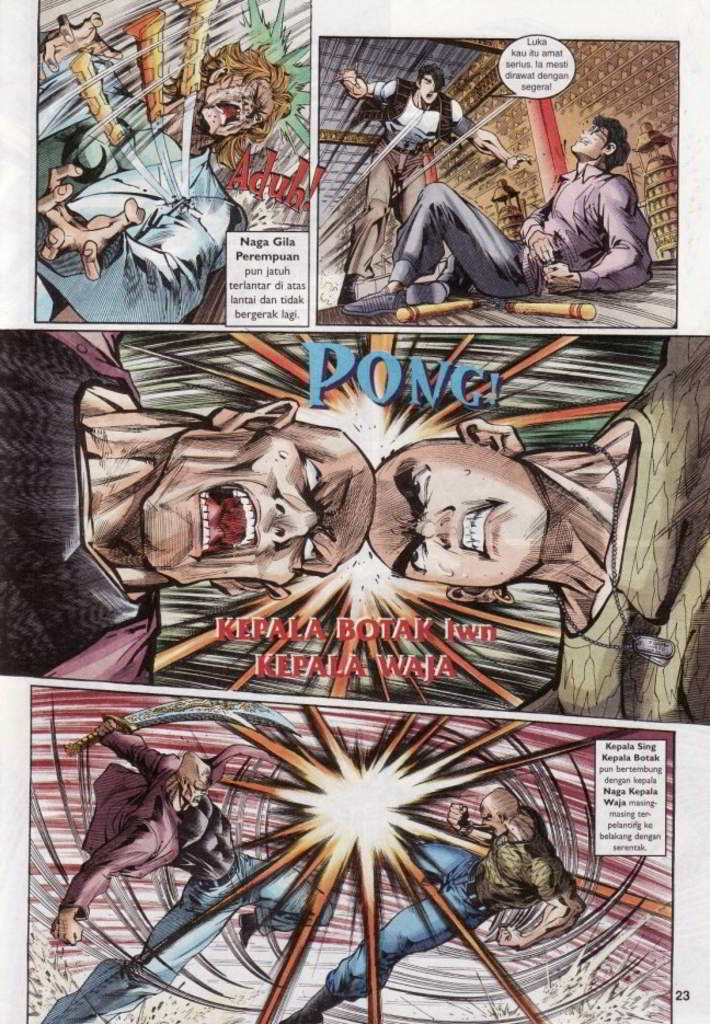 Aduh!
Naga Gila
Perempuan
pun jatuh
terlantar di atas
lantai dan tidak
bergerak lagi.
Luka
kau itu amat
serius. Ia mesti
dirawat dengan
segera!
PONG!
KEPALA BOTAK lwn
KEPALA WAJA
Kepala Sing
Kepala Botak
pun bertembung
dengan kepala
Naga Kepala
Waja masing-
masing ter-
pelanting ke
belakang dengan
serentak.
23